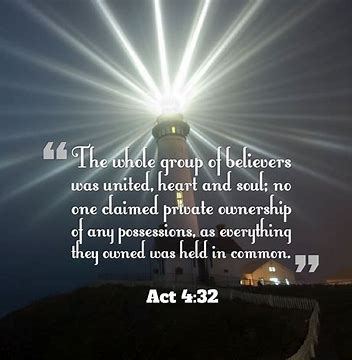 “The whole group of believers
was united, heart and soul; no
one claimed private ownership
of any possessions, as everything
they owned was held in common.”
Act 4:32